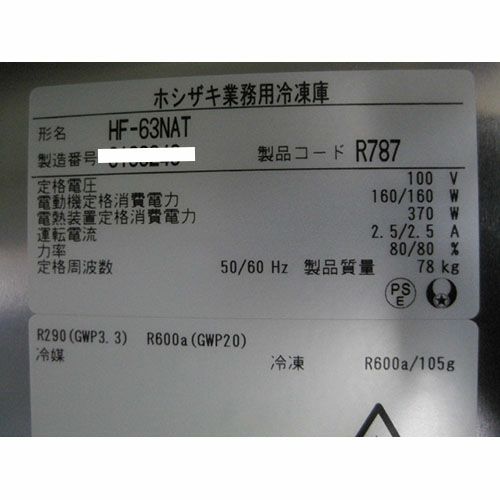 ホシザキ業務用冷凍庫
形名 HF-63NAT
製造番号
製品コード R787
定格電圧 100 V
電動機定格消費電力 160/160 W
電熱装置定格消費電力 370 W
運転電流 2.5/2.5 A
力率 80/80 %
定格周波数 50/60 Hz 製品質量 78 kg
PS
E
R290(GWP3.3) R600a(GWP20)
冷媒 冷凍 R600a/105g